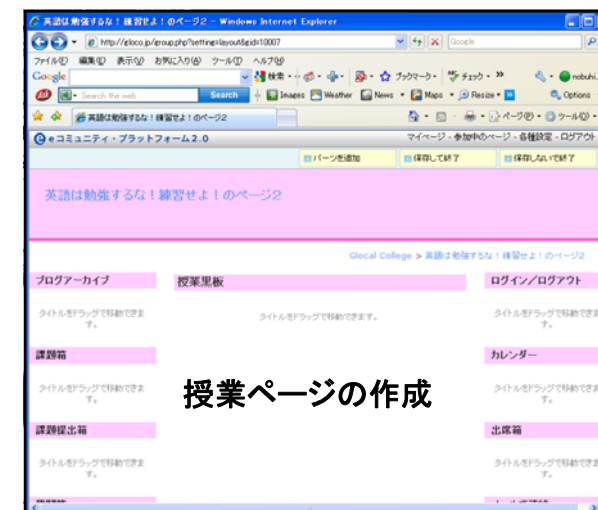 英語は勉強するな！練習せよ！のページ2 - Windows Internet Explorer
http://eloco.jp/group.php?setting=layout&gid=10007
Google
ファイル(F) 編集(E) 表示(V) お気に入り(A) ツール(T) ヘルプ(H)
Google 検索 ブックマーク チェック nobuhi.
Search the web Search Images Weather News Maps Resize Options
英語は勉強するな！練習せよ！のページ2 ページ(P) ツール(O)
eコミュニティ・プラットフォーム2.0 マイページ - 参加中のページ - 各種設定 - ログアウト
パーツを追加 保存して終了 保存しないで終了
英語は勉強するな！練習せよ！のページ2
Glocal College > 英語は勉強するな！練習せよ！のページ2
ブログアーカイブ 授業黒板 ログイン／ログアウト
タイトルをドラッグで移動できます。
タイトルをドラッグで移動できます。
タイトルをドラッグで移動できます。
課題箱 カレンダー
タイトルをドラッグで移動できます。
タイトルをドラッグで移動できます。
授業ページの作成
課題提出箱 出席箱
タイトルをドラッグで移動できます。
タイトルをドラッグで移動できます。